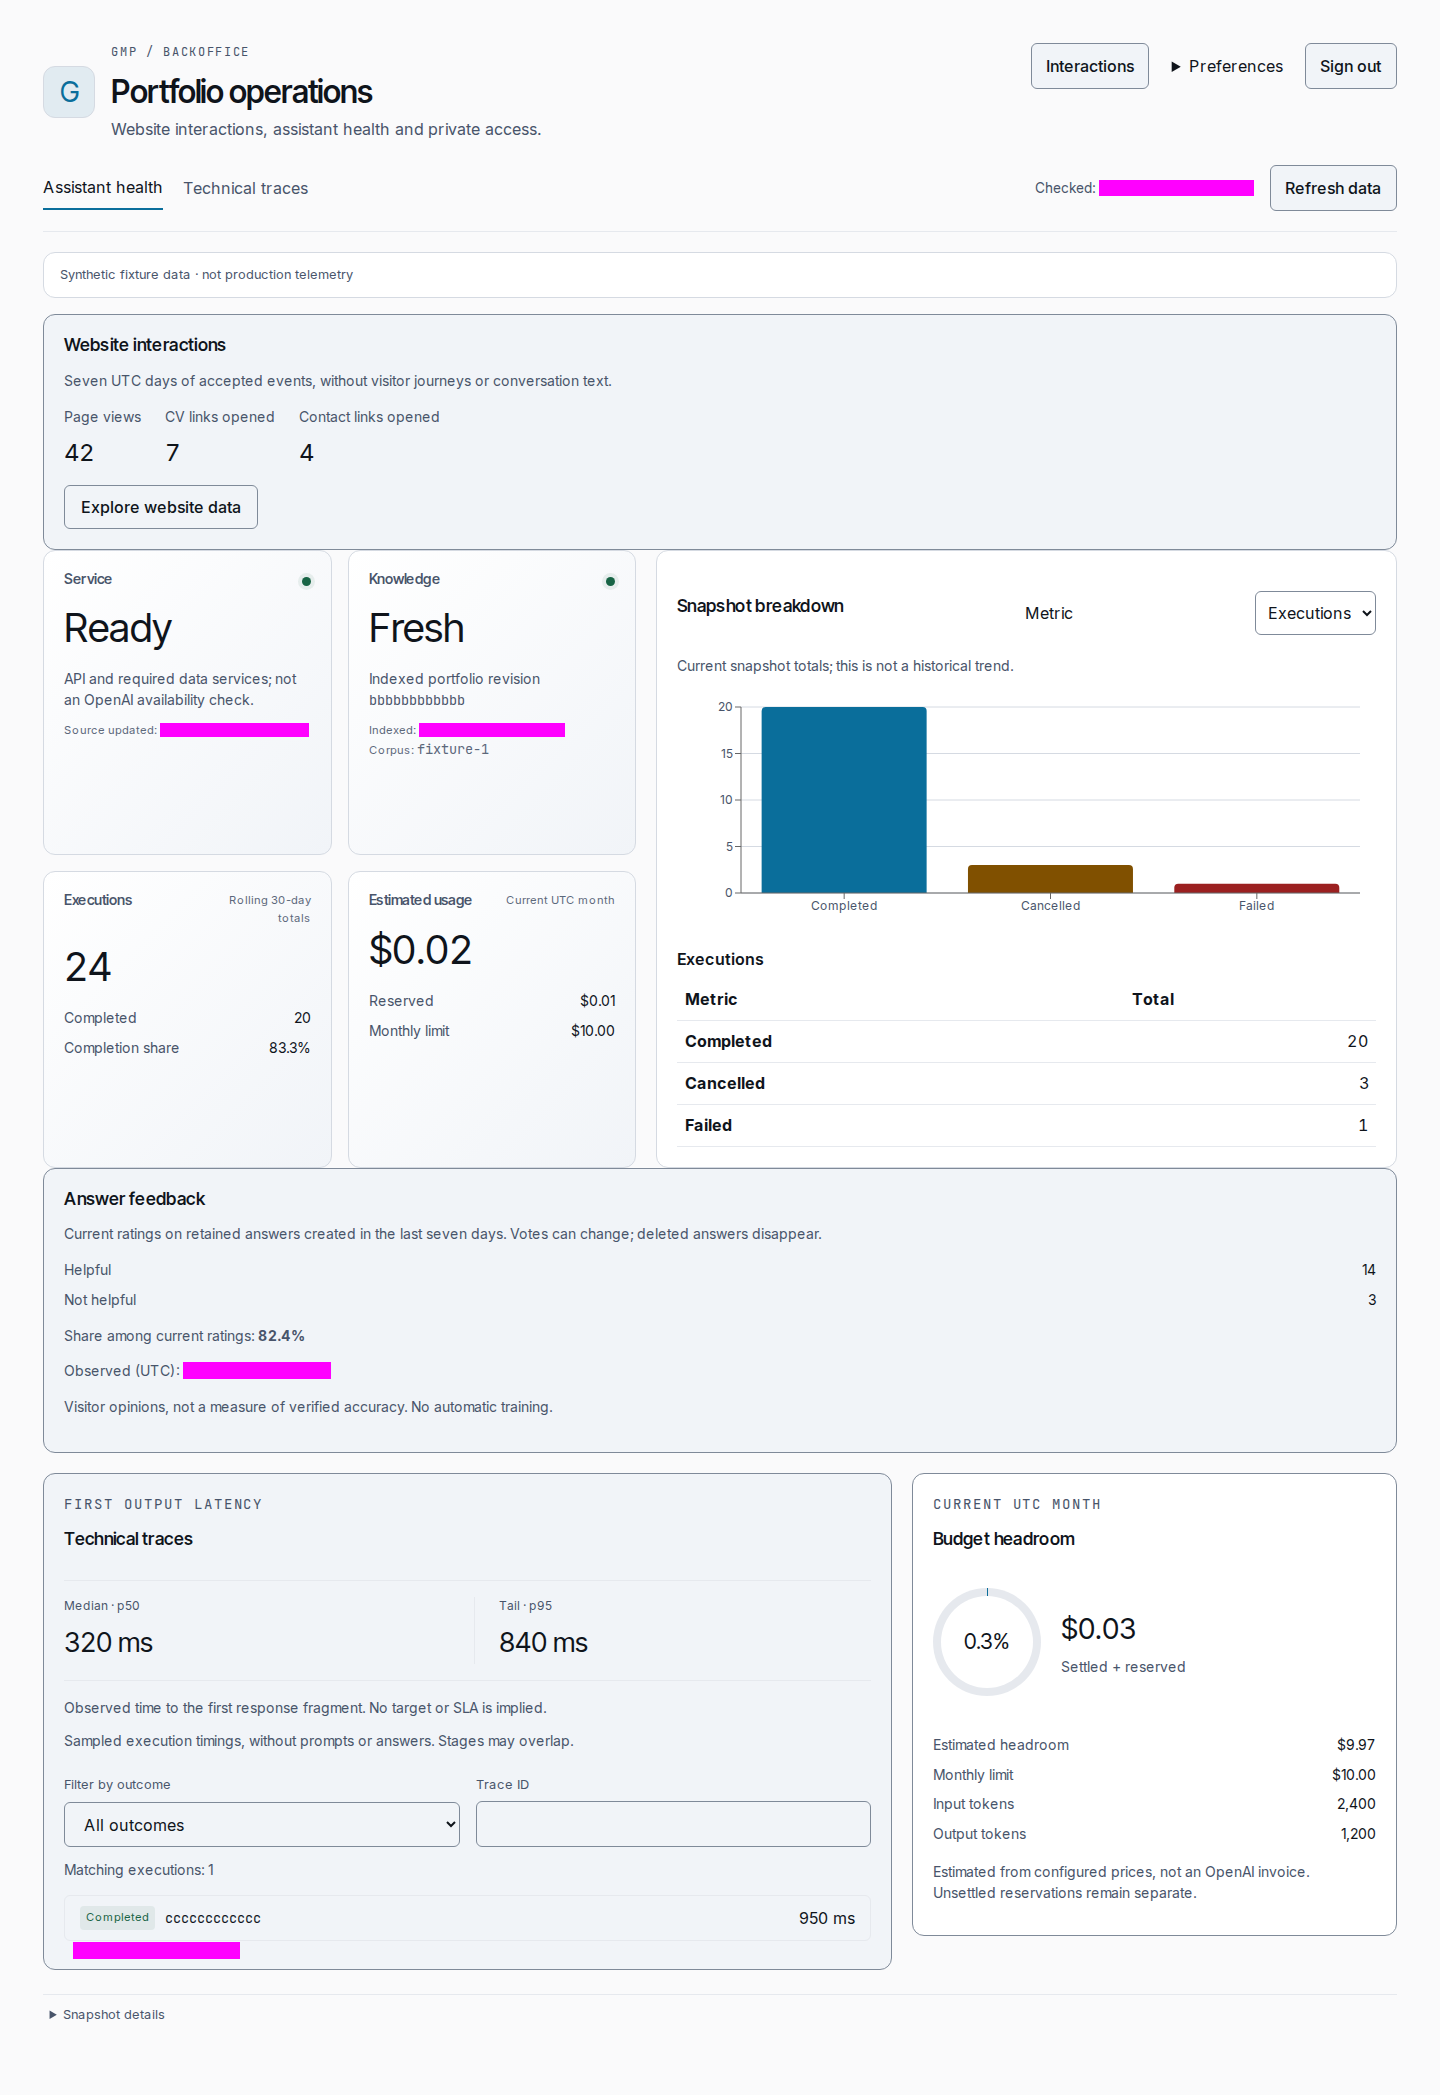 GMP / BACKOFFICE
G
Portfolio operations
Website interactions, assistant health and private access.
Interactions
Preferences
Sign out
Assistant health
Technical traces
Checked:
Refresh data
Synthetic fixture data · not production telemetry
Website interactions
Seven UTC days of accepted events, without visitor journeys or conversation text.
Page views
CV links opened
Contact links opened
42
7
4
Explore website data
Service
Ready
API and required data services; not
an OpenAI availability check.
Source updated:
Knowledge
Fresh
Indexed portfolio revision
bbbbbbbbbbbb
Indexed:
Corpus: fixture-1
Executions
Rolling 30-day
totals
24
Completed 20
Completion share 83.3%
Estimated usage
Current UTC month
$0.02
Reserved $0.01
Monthly limit $10.00
Snapshot breakdown
Metric
Executions
Current snapshot totals; this is not a historical trend.
20
15
10
5
0
Completed
Cancelled
Failed
Executions
Metric Total
Completed 20
Cancelled 3
Failed 1
Answer feedback
Current ratings on retained answers created in the last seven days. Votes can change; deleted answers disappear.
Helpful 14
Not helpful 3
Share among current ratings: 82.4%
Observed (UTC):
Visitor opinions, not a measure of verified accuracy. No automatic training.
FIRST OUTPUT LATENCY
Technical traces
Median · p50
320 ms
Tail · p95
840 ms
Observed time to the first response fragment. No target or SLA is implied.
Sampled execution timings, without prompts or answers. Stages may overlap.
Filter by outcome
All outcomes
Trace ID
Matching executions: 1
Completed cccccccccccc 950 ms
CURRENT UTC MONTH
Budget headroom
0.3%
$0.03
Settled + reserved
Estimated headroom $9.97
Monthly limit $10.00
Input tokens 2,400
Output tokens 1,200
Estimated from configured prices, not an OpenAI invoice.
Unsettled reservations remain separate.
Snapshot details